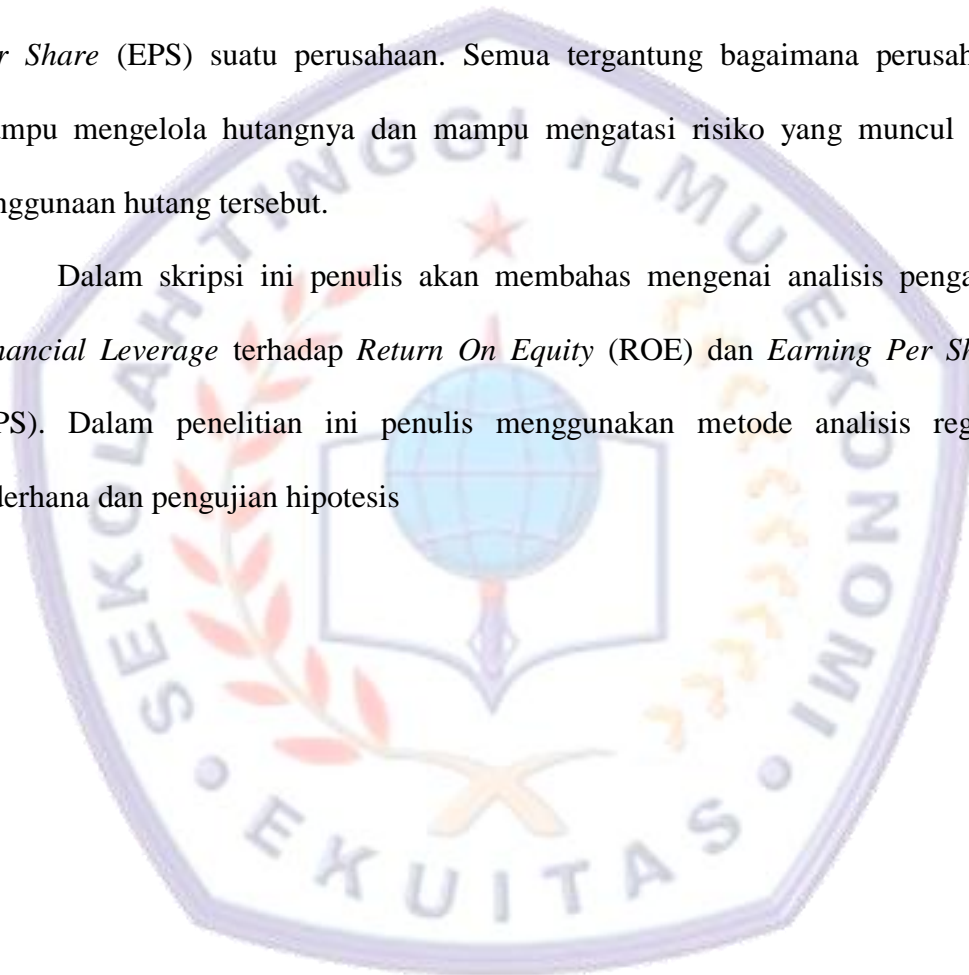 r Share (EPS) suatu perusahaan. Semua tergantung bagaimana perusah
ampu mengelola hutangnya dan mampu mengatasi risiko yang muncul
nggunaan hutang tersebut.
Dalam skripsi ini penulis akan membahas mengenai analisis penga
nancial Leverage terhadap Return On Equity (ROE) dan Earning Per Sh
PS). Dalam penelitian ini penulis menggunakan metode analisis reg
derhana dan pengujian hipotesis
SEKOLAH TINGGI ILMU EKONOMI
EKUITAS